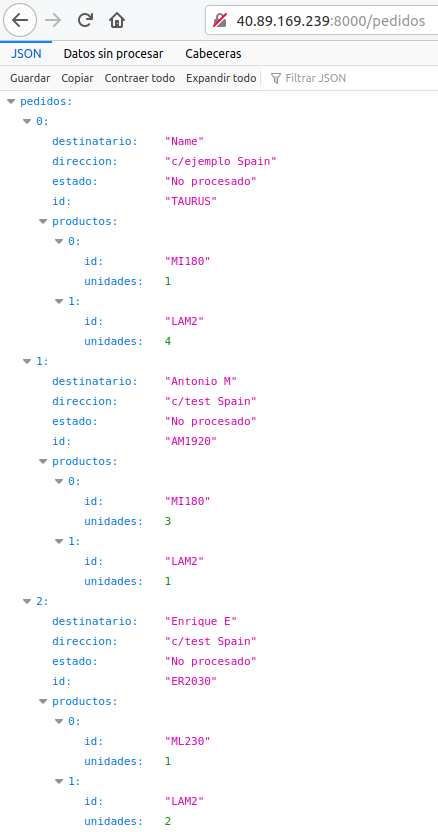 40.89.169.239:8000/pedidos
JSON Datos sin procesar Cabeceras
Guardar Copiar Contraer todo Expandir todo Filtrar JSON
pedidos:
0:
destinatario: "Name"
direccion: "c/ejemplo Spain"
estado: "No procesado"
id: "TAURUS"
productos:
0:
id: "MI180"
unidades: 1
1:
id: "LAM2"
unidades: 4
1:
destinatario: "Antonio M"
direccion: "c/test Spain"
estado: "No procesado"
id: "AM1920"
productos:
0:
id: "MI180"
unidades: 3
1:
id: "LAM2"
unidades: 1
2:
destinatario: "Enrique E"
direccion: "c/test Spain"
estado: "No procesado"
id: "ER2030"
productos:
0:
id: "ML230"
unidades: 1
1:
id: "LAM2"
unidades: 2